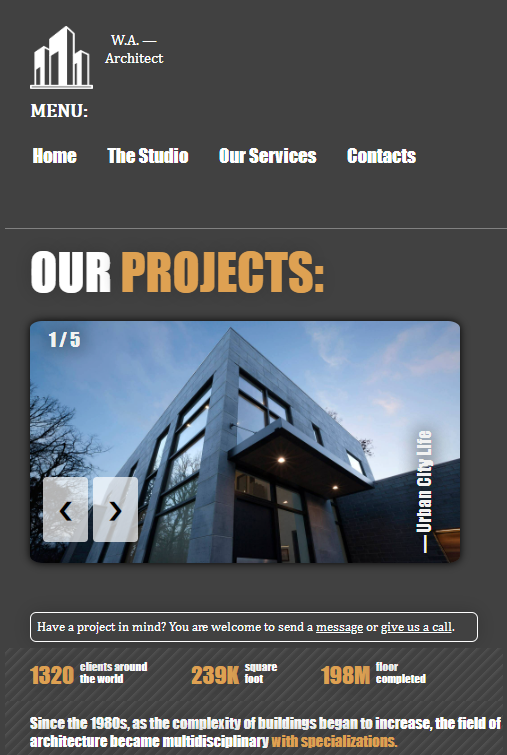 W.A. —
Architect
MENU:
Home The Studio Our Services Contacts
OUR PROJECTS:
1 / 5
— Urban City Life
❮ ❯
Have a project in mind? You are welcome to send a message or give us a call.
1320 clients around the world
239K square foot
198M floor completed
Since the 1980s, as the complexity of buildings began to increase, the field of
architecture became multidisciplinary with specializations.